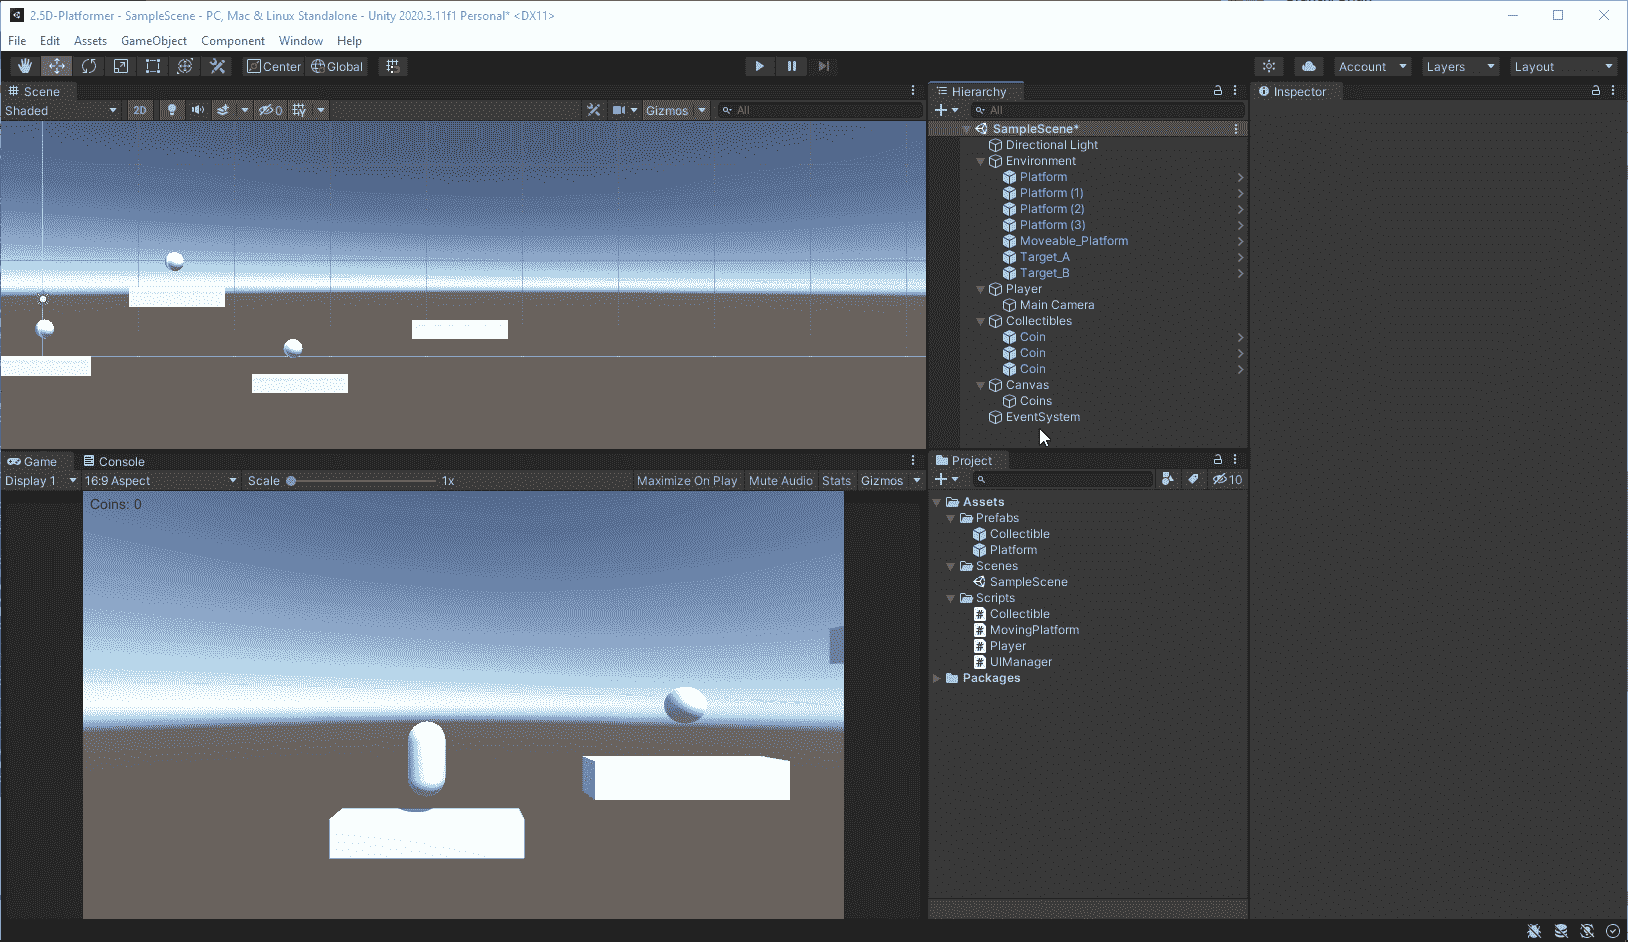 2.5D-Platformer - SampleScene - PC, Mac & Linux Standalone - Unity 2020.3.11f1 Personal* <DX11>
File Edit Assets GameObject Component Window Help
Center Global Account Layers Layout
Scene
Shaded 2D 0 Gizmos All
Hierarchy
All
SampleScene*
Directional Light
Environment
Platform
Platform (1)
Platform (2)
Platform (3)
Moveable_Platform
Target_A
Target_B
Player
Main Camera
Collectibles
Coin
Coin
Coin
Canvas
Coins
EventSystem
Inspector
Game Console
Display 1 16:9 Aspect Scale 1x Maximize On Play Mute Audio Stats Gizmos
Coins: 0
Project
10
Assets
Prefabs
Collectible
Platform
Scenes
SampleScene
Scripts
Collectible
MovingPlatform
Player
UIManager
Packages